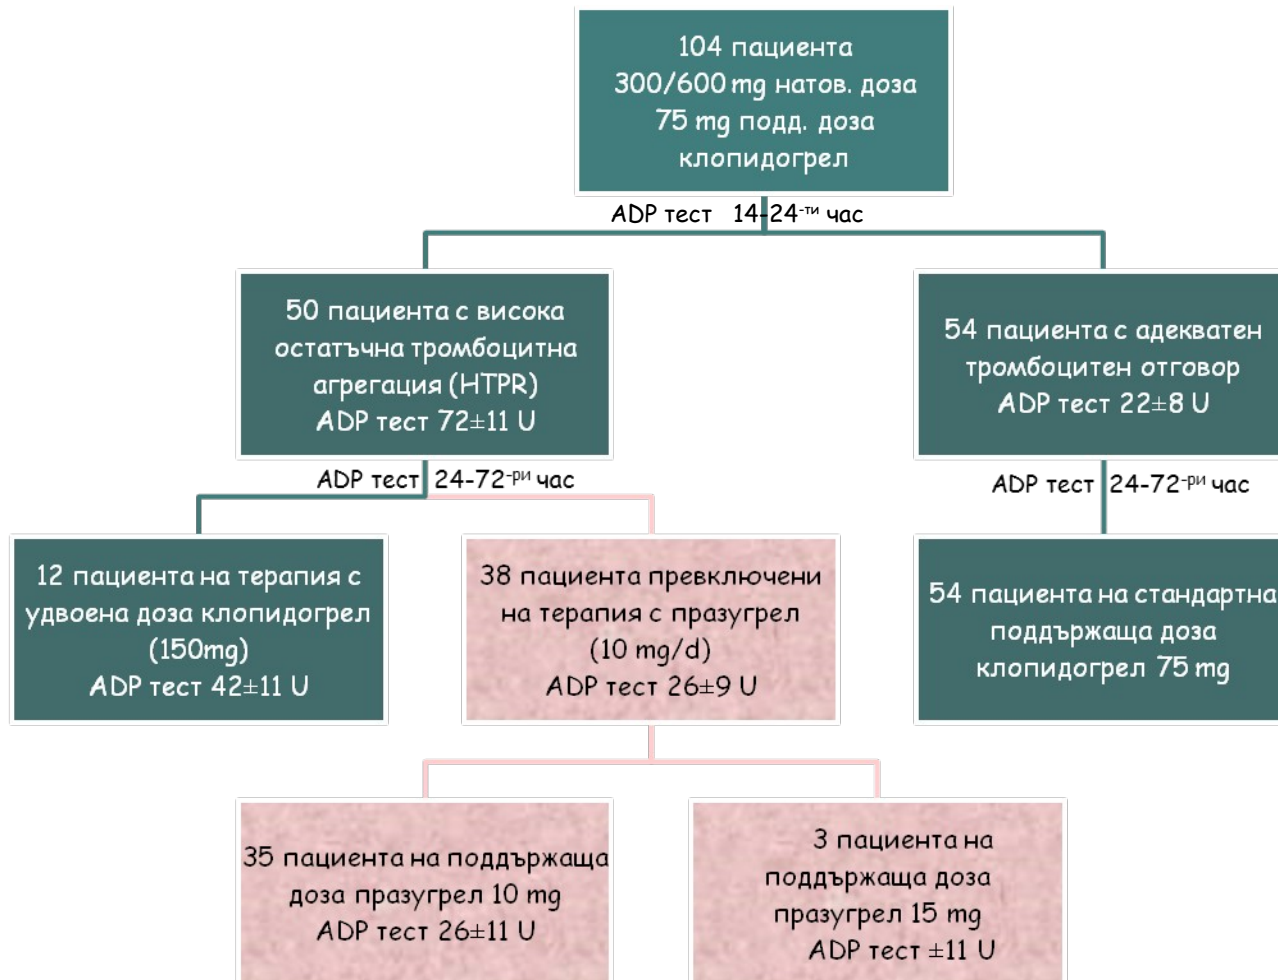 104 пациента
300/600 mg натов. доза
75 mg подд. доза
клопидогрел
ADP тест 14-24-ти час
50 пациента с висока
остатъчна тромбоцитна
агрегация (HTPR)
ADP тест 72±11 U
54 пациента с адекватен
тромбоцитен отговор
ADP тест 22±8 U
ADP тест 24-72-ри час
ADP тест 24-72-ри час
12 пациента на терапия с
удвоена доза клопидогрел
(150mg)
ADP тест 42±11 U
38 пациента превключени
на терапия с празугрел
(10 mg/d)
ADP тест 26±9 U
54 пациента на стандартна
поддържаща доза
клопидогрел 75 mg
35 пациента на поддържаща
доза празугрел 10 mg
ADP тест 26±11 U
3 пациента на
поддържаща доза
празугрел 15 mg
ADP тест ±11 U